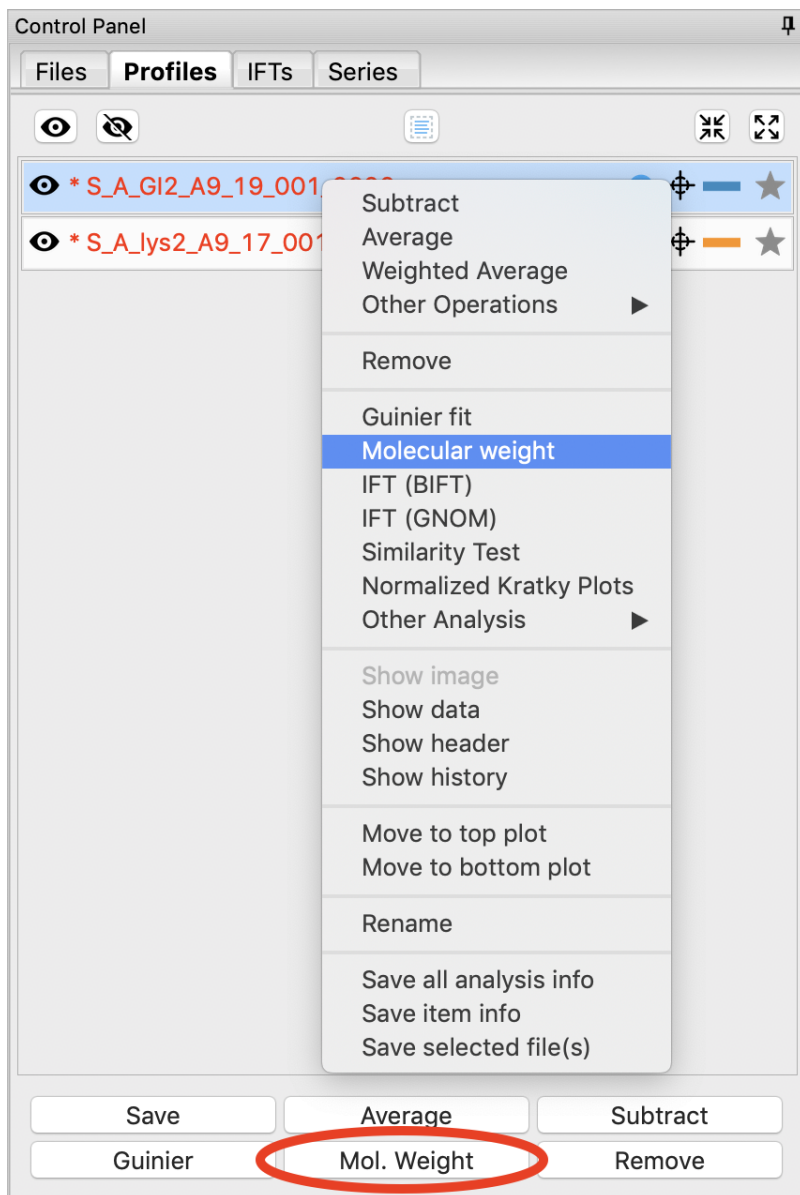 Control Panel
Files Profiles IFTs Series
* S_A_GI2_A9_19_001
* S_A_lys2_A9_17_001
Subtract
Average
Weighted Average
Other Operations ▶
Remove
Guinier fit
Molecular weight
IFT (BIFT)
IFT (GNOM)
Similarity Test
Normalized Kratky Plots
Other Analysis ▶
Show image
Show data
Show header
Show history
Move to top plot
Move to bottom plot
Rename
Save all analysis info
Save item info
Save selected file(s)
Save Average Subtract
Guinier Mol. Weight Remove